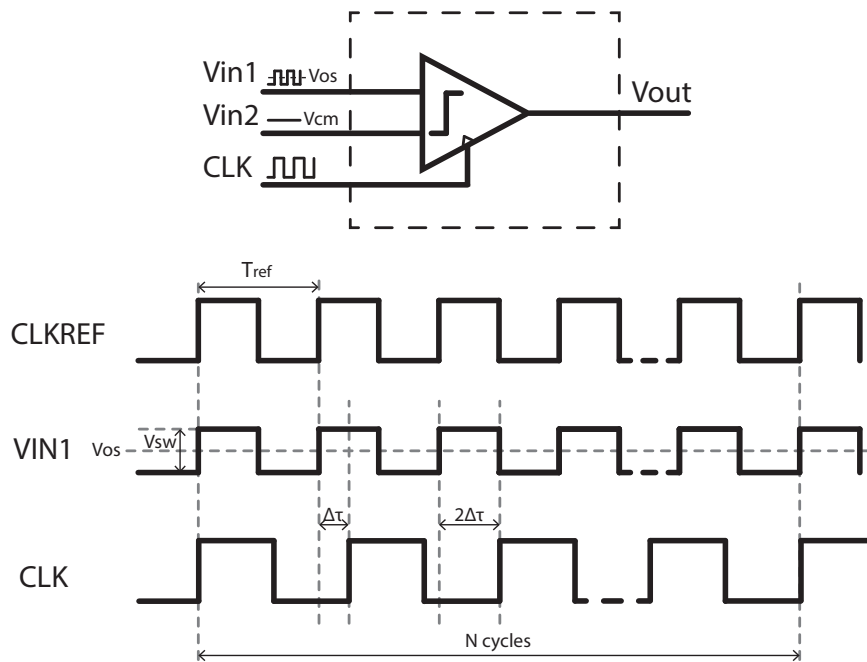 Vin1 Vos
Vin2 Vcm
CLK
Vout
Tref
CLKREF
VIN1 Vos Vsw
Δτ 2Δτ
CLK
N cycles